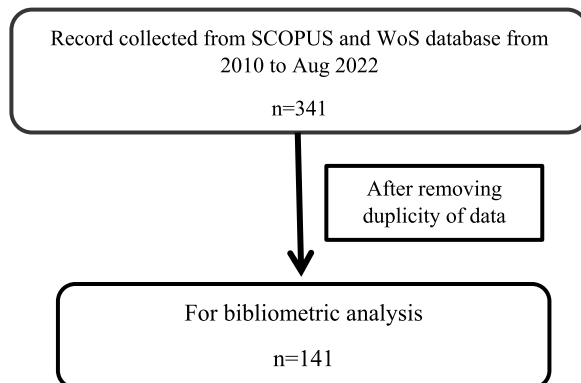 Record collected from SCOPUS and WoS database from
2010 to Aug 2022
n=341
After removing
duplicity of data
For bibliometric analysis
n=141